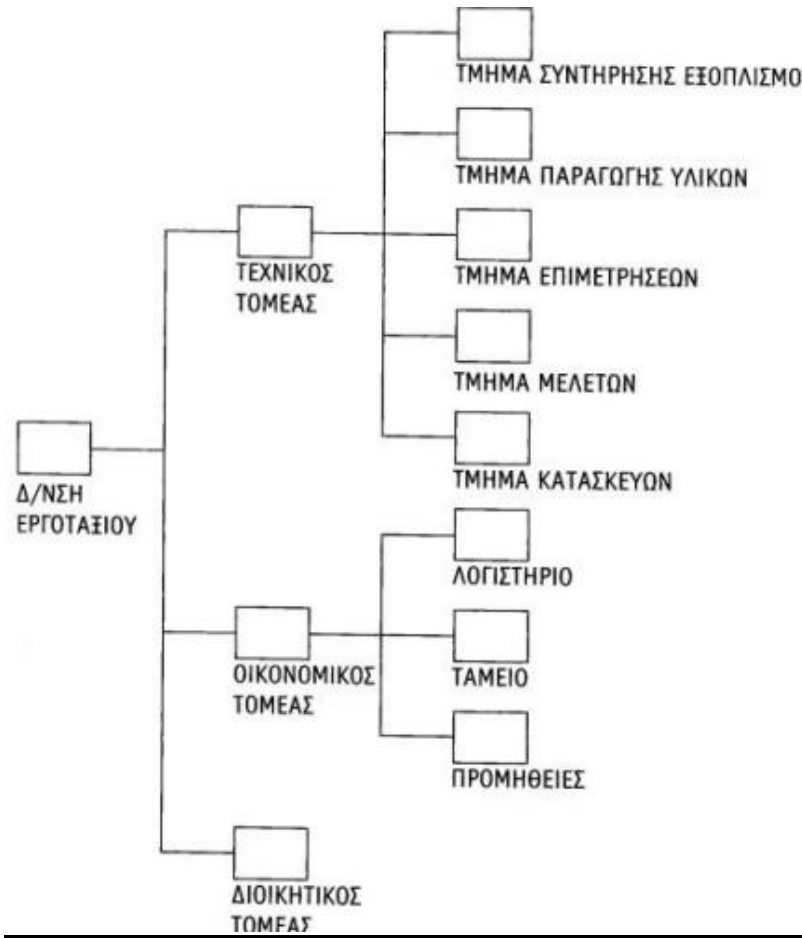 ΤΜΗΜΑ ΣΥΝΤΗΡΗΣΗΣ ΕΞΟΠΛΙΣΜΟ
ΤΜΗΜΑ ΠΑΡΑΓΩΓΗΣ ΥΛΙΚΩΝ
ΤΕΧΝΙΚΟΣ
ΤΟΜΕΑΣ
ΤΜΗΜΑ ΕΠΙΜΕΤΡΗΣΕΩΝ
ΤΜΗΜΑ ΜΕΛΕΤΩΝ
ΤΜΗΜΑ ΚΑΤΑΣΚΕΥΩΝ
Δ/ΝΣΗ
ΕΡΓΟΤΑΞΙΟΥ
ΛΟΓΙΣΤΗΡΙΟ
ΟΙΚΟΝΟΜΙΚΟΣ
ΤΟΜΕΑΣ
ΤΑΜΕΙΟ
ΠΡΟΜΗΘΕΙΕΣ
ΔΙΟΙΚΗΤΙΚΟΣ
ΤΟΜΕΑΣ